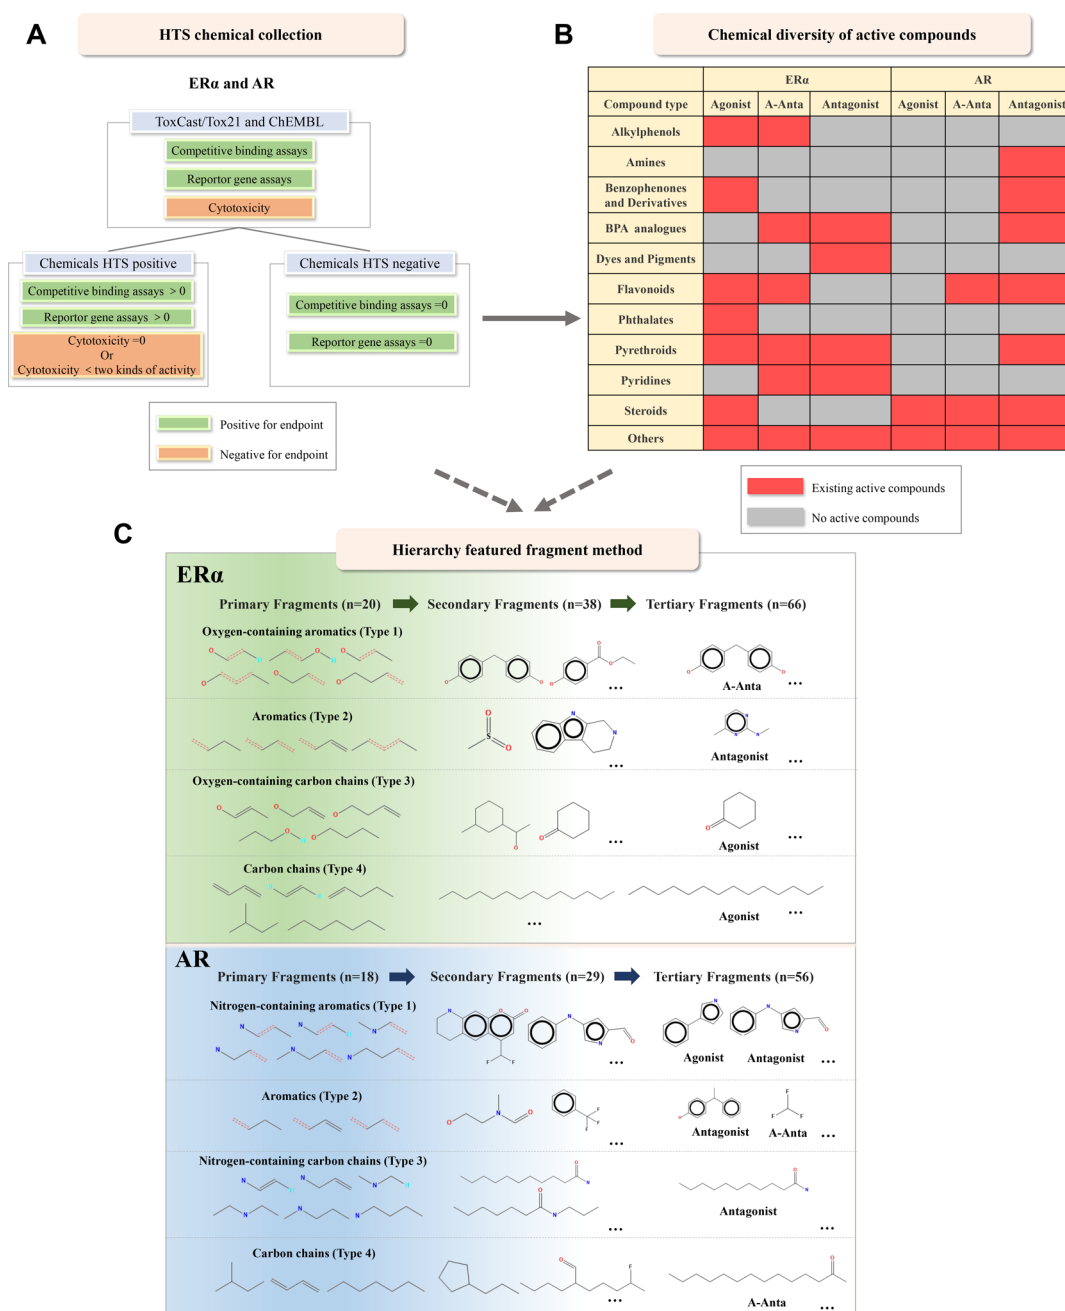 A
HTS chemical collection
ERα and AR
ToxCast/Tox21 and ChEMBL
Competitive binding assays
Reportor gene assays
Cytotoxicity
Chemicals HTS positive
Competitive binding assays > 0
Reportor gene assays > 0
Cytotoxicity =0
Or
Cytotoxicity < two kinds of activity
Chemicals HTS negative
Competitive binding assays =0
Reportor gene assays =0
Positive for endpoint
Negative for endpoint
B
Chemical diversity of active compounds
ERα AR
Compound type Agonist A-Anta Antagonist Agonist A-Anta Antagonist
Alkylphenols
Amines
Benzophenones
and Derivatives
BPA analogues
Dyes and Pigments
Flavonoids
Phthalates
Pyrethroids
Pyridines
Steroids
Others
Existing active compounds
No active compounds
C
Hierarchy featured fragment method
ERα
Primary Fragments (n=20) Secondary Fragments (n=38) Tertiary Fragments (n=66)
Oxygen-containing aromatics (Type 1)
...
A-Anta ...
Aromatics (Type 2)
...
Antagonist ...
Oxygen-containing carbon chains (Type 3)
...
Agonist ...
Carbon chains (Type 4)
...
Agonist ...
AR
Primary Fragments (n=18) Secondary Fragments (n=29) Tertiary Fragments (n=56)
Nitrogen-containing aromatics (Type 1)
...
Agonist Antagonist ...
Aromatics (Type 2)
...
Antagonist A-Anta ...
Nitrogen-containing carbon chains (Type 3)
...
Antagonist ...
Carbon chains (Type 4)
...
A-Anta ...